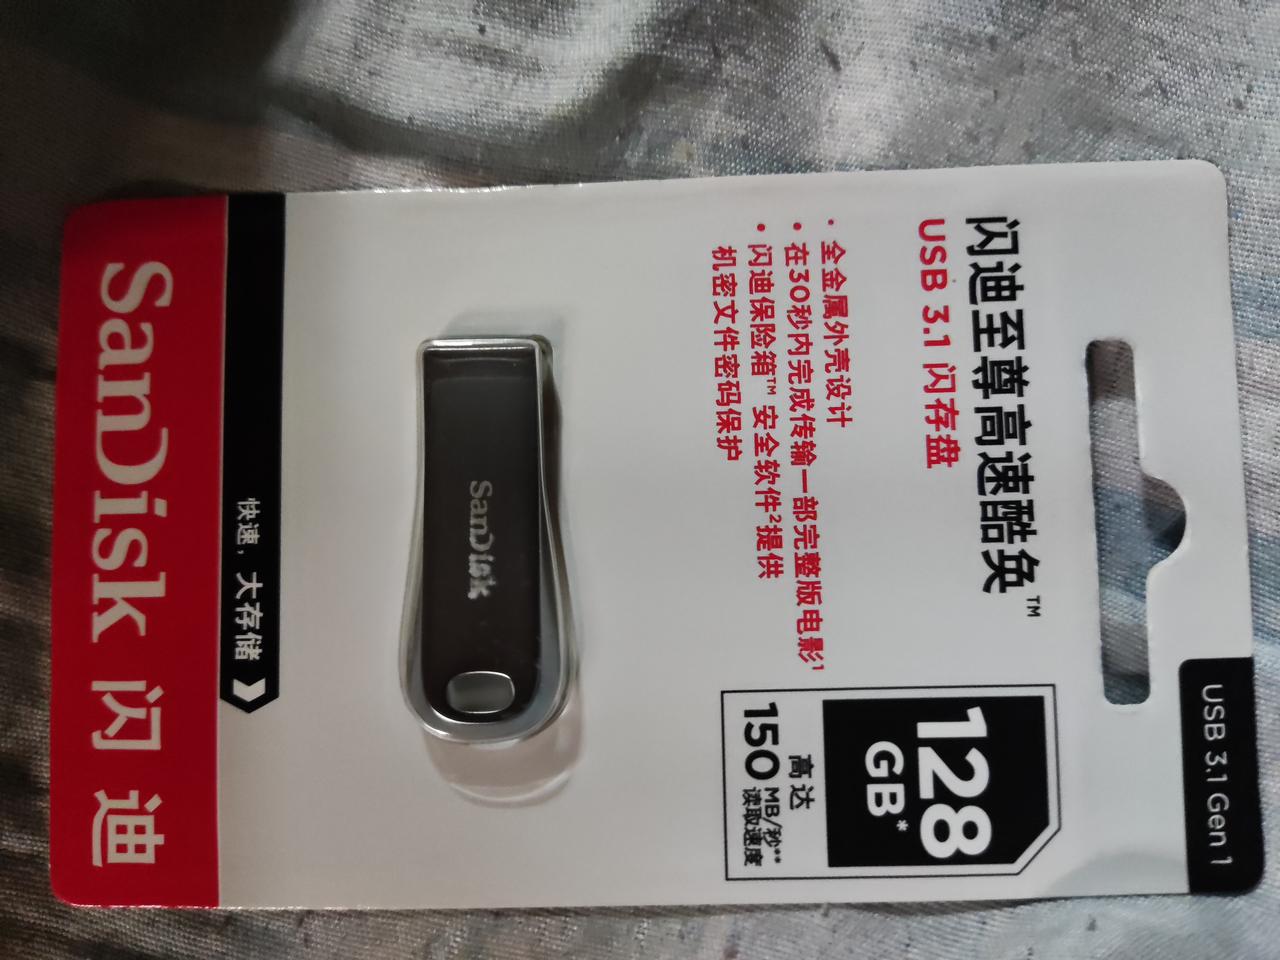 USB 3.1 Gen 1
闪迪至尊高速酷奂™
USB 3.1 闪存盘
• 全金属外壳设计
• 在30秒内完成传输一部完整版电影¹
• 闪迪保险箱™ 安全软件²提供
机密文件密码保护
128
GB*
高达
150 MB/秒**
读取速度
SanDisk
快速，大存储
SanDisk 闪迪